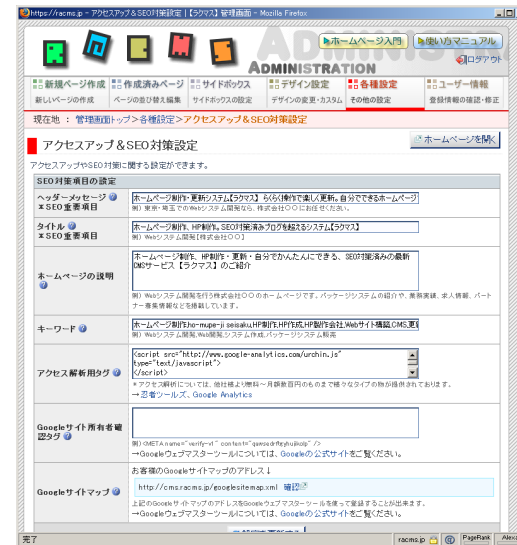 https://racms.jp - アクセスアップ＆SEO対策設定 | 【ラクマス】管理画面 - Mozilla Firefox
ホームページ入門
使い方マニュアル
ADMINISTRATION
ログアウト
新規ページ作成
新しいページの作成
作成済みページ
ページの並び替え編集
サイドボックス
サイドボックスの設定
デザイン設定
デザインの変更・カスタム
各種設定
その他の設定
ユーザー情報
登録情報の確認・修正
現在地 ： 管理画面トップ>各種設定>アクセスアップ＆SEO対策設定
アクセスアップ＆SEO対策設定
ホームページを開く
アクセスアップやSEO対策に関する設定ができます。
SEO対策項目の設定
ヘッダーメッセージ
※SEO重要項目
ホームページ制作・更新システム【ラクマス】 らくらく操作で楽しく更新。自分でできるホームページ
例) 東京・埼玉でのWebシステム開発なら、株式会社○○にお任せください。
タイトル
※SEO重要項目
ホームページ制作、HP制作。SEO対策済みブログを超えるシステム【ラクマス】
例) Webシステム開発[株式会社○○]
ホームページの説明
ホームページ制作、HP制作・更新・自分でかんたんにできる、SEO対策済みの最新
CMSサービス【ラクマス】のご紹介
例) Webシステム開発を行う株式会社○○のホームページです。パッケージシステムの紹介や、業務実績、求人情報、パート
ナー募集情報などを掲載しています。
キーワード
ホームページ制作,ho-mupe-ji seisaku,HP制作,HP作成,HP製作会社,Webサイト構築,CMS,更新
例) Webシステム開発,Web開発,システム作成,パッケージシステム販売
アクセス解析用タグ
<script src="http://www.google-analytics.com/urchin.js"
type="text/javascript">
</script>
* アクセス解析については、他社様より無料～月額数百円のものまで様々なタイプの物が提供されております。
→忍者ツールズ、Google Analytics
Googleサイト所有者確
認タグ
→Googleウェブマスターツールについては、Googleの公式サイトをご覧ください。
Googleサイトマップ
お客様のGoogleサイトマップのアドレス↓
http://cms.racms.jp/googlesitemap.xml 確認
上記のGoogleサイトマップのアドレスをGoogleウェブマスターツールを使って登録することが出来ます。
→Googleウェブマスターツールについては、Googleの公式サイトをご覧ください。
完了
racms.jp
PageRank
Alexa